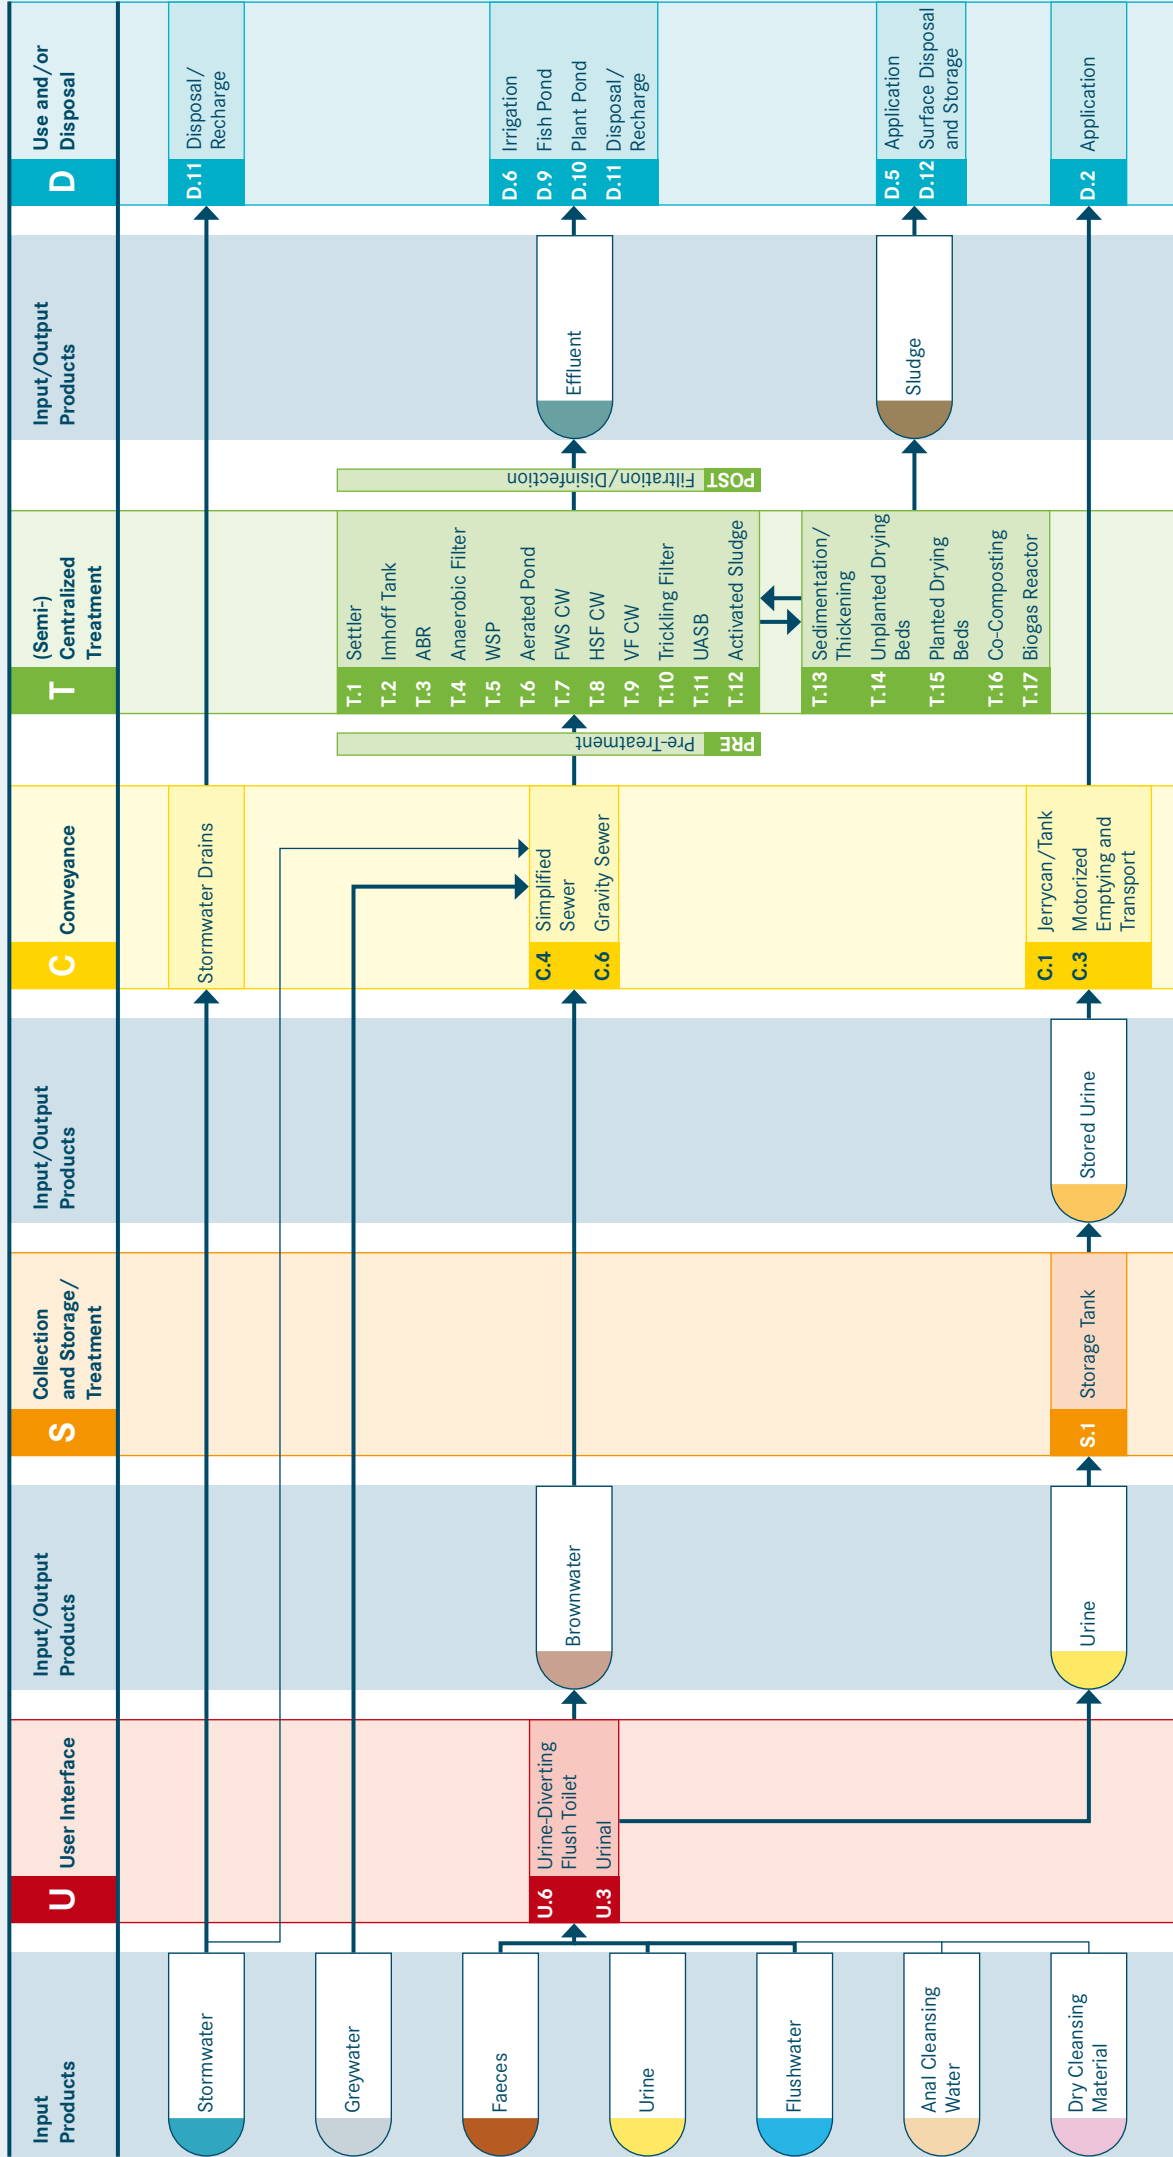 Input
Products
U
User Interface
Input/Output
Products
S
Collection
and Storage/
Treatment
Input/Output
Products
C
Conveyance
T
(Semi-)
Centralized
Treatment
Input/Output
Products
D
Use and/or
Disposal
Stormwater
Stormwater Drains
D.11
Disposal/
Recharge
Greywater
Faeces
Urine
Flushwater
Anal Cleansing
Water
Dry Cleansing
Material
U.6
Urine-Diverting
Flush Toilet
U.3
Urinal
Brownwater
Urine
S.1
Storage Tank
Stored Urine
C.4
Simplified
Sewer
C.6
Gravity Sewer
C.1
Jerrycan/Tank
C.3
Motorized
Emptying and
Transport
PRE
Pre-Treatment
T.1 Settler
T.2 Imhoff Tank
T.3 ABR
T.4 Anaerobic Filter
T.5 WSP
T.6 Aerated Pond
T.7 FWS CW
T.8 HSF CW
T.9 VF CW
T.10 Trickling Filter
T.11 UASB
T.12 Activated Sludge
T.13 Sedimentation/
Thickening
T.14 Unplanted Drying
Beds
T.15 Planted Drying
Beds
T.16 Co-Composting
T.17 Biogas Reactor
POST
Filtration/Disinfection
Effluent
Sludge
D.6 Irrigation
D.9 Fish Pond
D.10 Plant Pond
D.11 Disposal/
Recharge
D.5 Application
D.12 Surface Disposal
and Storage
D.2 Application